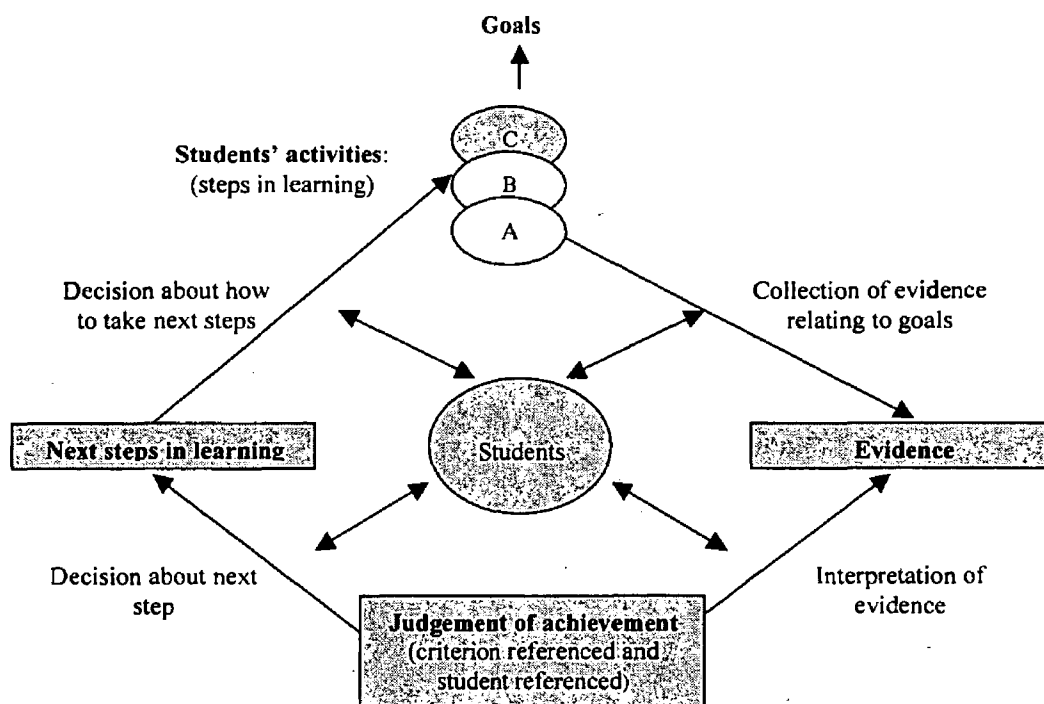 Goals
C
Students’ activities:
(steps in learning)
B
A
Decision about how
to take next steps
Collection of evidence
relating to goals
Next steps in learning
Students
Evidence
Decision about next
step
Judgement of achievement
(criterion referenced and
student referenced)
Interpretation of
evidence